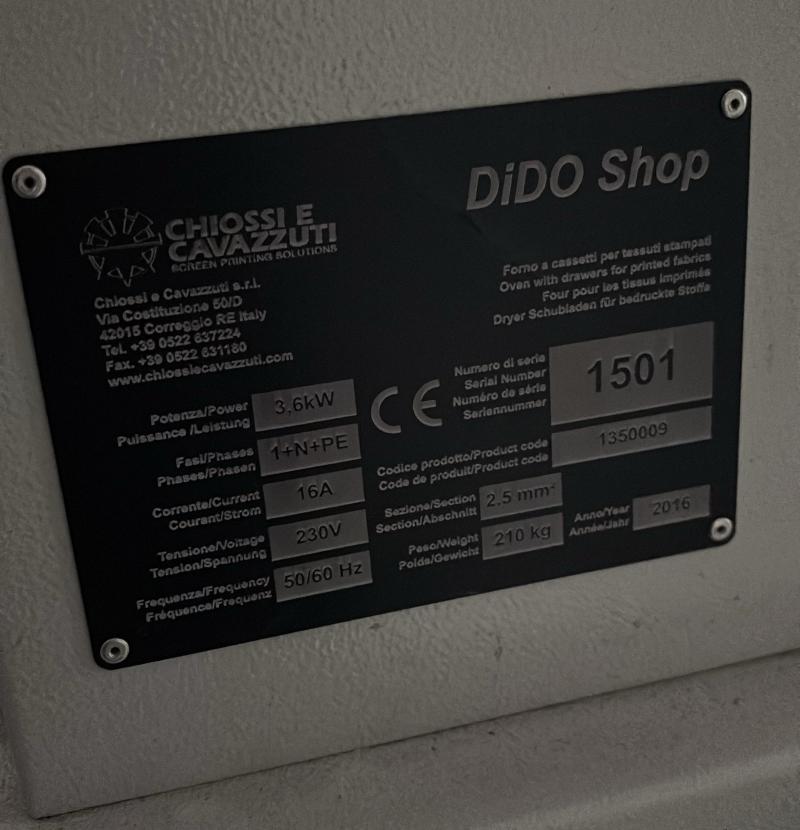 DiDO Shop
CHIOSSI E
CAVAZZUTI
SCREEN PRINTING SOLUTIONS
Chiossi e Cavazzuti s.r.l.
Via Costituzione 50/D
42015 Correggio RE Italy
Tel. +39 0522 637224
Fax. +39 0522 631180
www.chiossiecavazzuti.com
Forno a cassetti per tessuti stampati
Oven with drawers for printed fabrics
Four pour les tissus imprimés
Dryer Schubladen für bedruckte Stoffe
Potenza/Power
Puissance /Leistung
3,6kW
Fasi/Phases
Phases/Phasen
1+N+PE
Corrente/Current
Courant/Strom
16A
Tensione/Voltage
Tension/Spannung
230V
Frequenza/Frequency
Fréquence/Frequenz
50/60 Hz
CE
Numero di serie
Serial Number
Numéro de série
Seriennummer
1501
Codice prodotto/Product code
Code de produit/Product code
1350009
Sezione/Section
Section/Abschnitt
2.5 mm²
Peso/Weight
Poids/Gewicht
210 kg
Anno/Year
Année/Jahr
2016